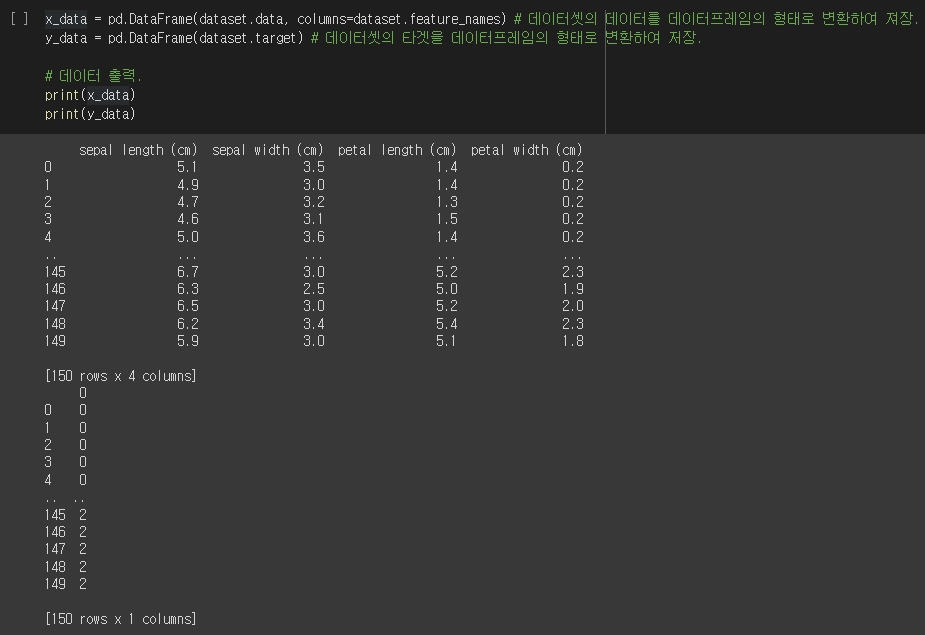 [ ] x_data = pd.DataFrame(dataset.data, columns=dataset.feature_names) # 데이터셋의 데이터를 데이터프레임의 형태로 변환하여 저장.
y_data = pd.DataFrame(dataset.target) # 데이터셋의 타겟을 데이터프레임의 형태로 변환하여 저장.
# 데이터 출력.
print(x_data)
print(y_data)
sepal length (cm) sepal width (cm) petal length (cm) petal width (cm)
0 5.1 3.5 1.4 0.2
1 4.9 3.0 1.4 0.2
2 4.7 3.2 1.3 0.2
3 4.6 3.1 1.5 0.2
4 5.0 3.6 1.4 0.2
.. ... ... ... ...
145 6.7 3.0 5.2 2.3
146 6.3 2.5 5.0 1.9
147 6.5 3.0 5.2 2.0
148 6.2 3.4 5.4 2.3
149 5.9 3.0 5.1 1.8
[150 rows x 4 columns]
0
0 0
1 0
2 0
3 0
4 0
.. ..
145 2
146 2
147 2
148 2
149 2
[150 rows x 1 columns]